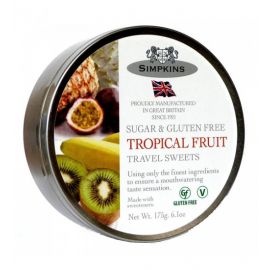 SIMPKINS
PROUDLY MANUFACTURED
IN GREAT BRITAIN
SINCE 1921
SUGAR & GLUTEN FREE
TROPICAL FRUIT
TRAVEL SWEETS
Using only the finest ingredients
to ensure a mouthwatering
taste sensation.
Made with
sweeteners
Gf
V
GLUTEN FREE
Net Wt. 175g. 6.1oz